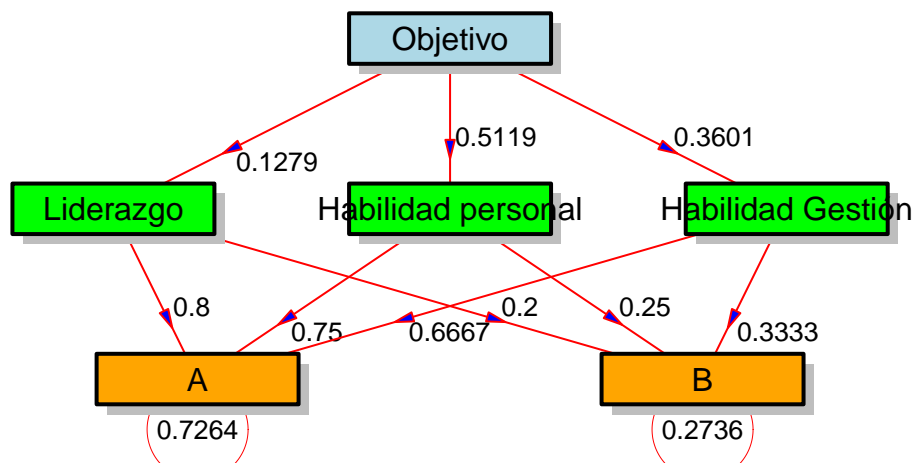 Objetivo
0.1279
0.5119
0.3601
Liderazgo
Habilidad personal
Habilidad Gestión
0.8
0.75
0.6667
0.2
0.25
0.3333
A
B
0.7264
0.2736